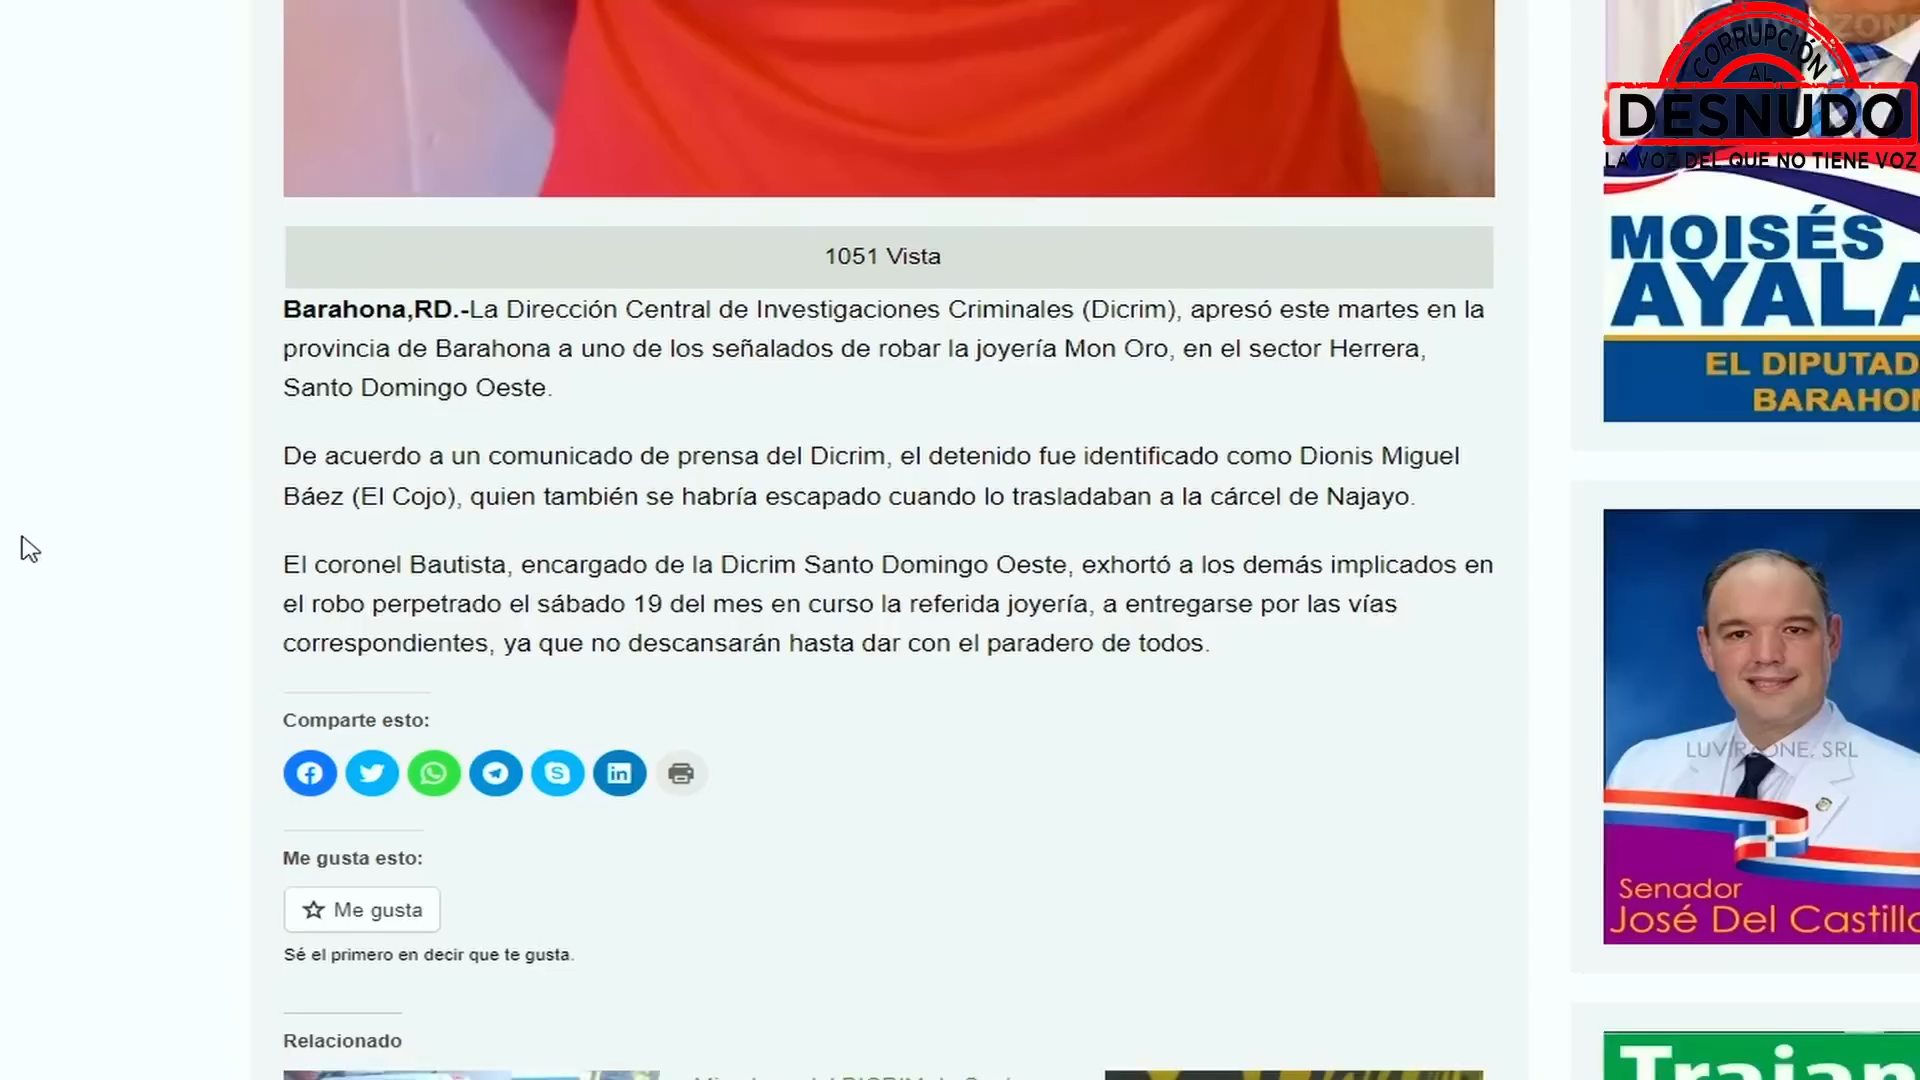 CORRUPCIÓN
AL
DESNUDO
LA VOZ DEL QUE NO TIENE VOZ
1051 Vista
Barahona,RD.-La Dirección Central de Investigaciones Criminales (Dicrim), apresó este martes en la
provincia de Barahona a uno de los señalados de robar la joyería Mon Oro, en el sector Herrera,
Santo Domingo Oeste.
De acuerdo a un comunicado de prensa del Dicrim, el detenido fue identificado como Dionis Miguel
Báez (El Cojo), quien también se habría escapado cuando lo trasladaban a la cárcel de Najayo.
El coronel Bautista, encargado de la Dicrim Santo Domingo Oeste, exhortó a los demás implicados en
el robo perpetrado el sábado 19 del mes en curso la referida joyería, a entregarse por las vías
correspondientes, ya que no descansarán hasta dar con el paradero de todos.
Comparte esto:
Me gusta esto:
Me gusta
Sé el primero en decir que te gusta.
Relacionado
MOISÉS
AYALA
EL DIPUTAD
BARAHO
LUVIRZONE, SRL
Senador
José Del Castillo
Trajan